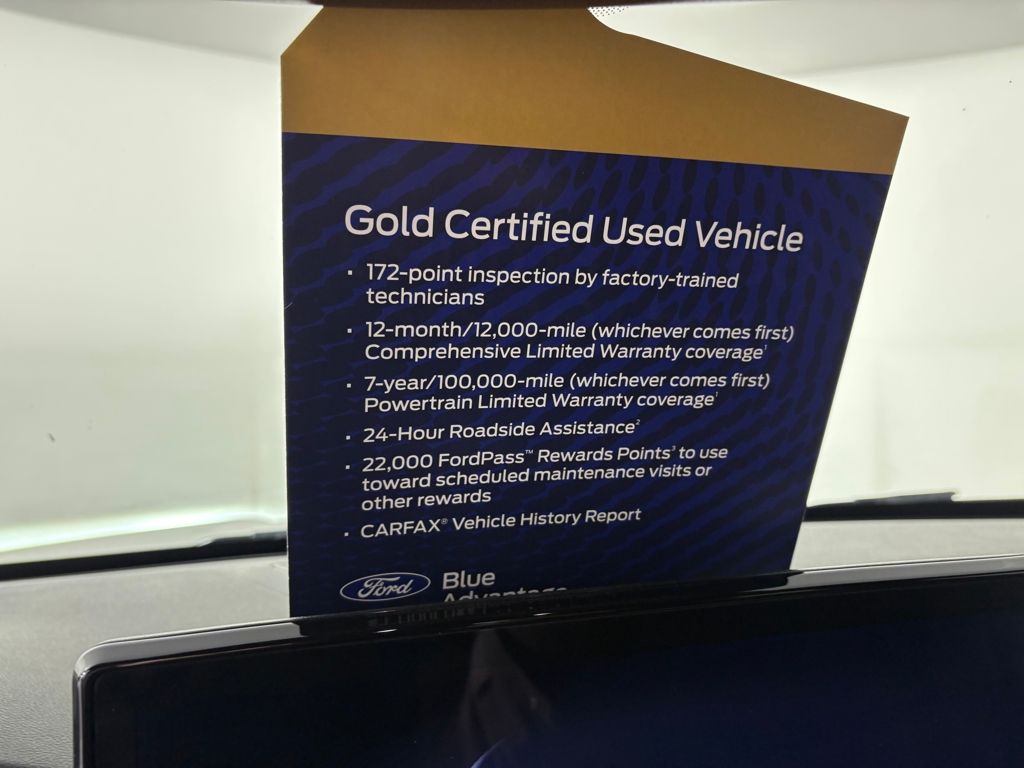 Gold Certified Used Vehicle
· 172-point inspection by factory-trained
technicians
· 12-month/12,000-mile (whichever comes first)
Comprehensive Limited Warranty coverage¹
· 7-year/100,000-mile (whichever comes first)
Powertrain Limited Warranty coverage¹
· 24-Hour Roadside Assistance²
· 22,000 FordPass™ Rewards Points³ to use
toward scheduled maintenance visits or
other rewards
· CARFAX® Vehicle History Report
Ford Blue
Advantage